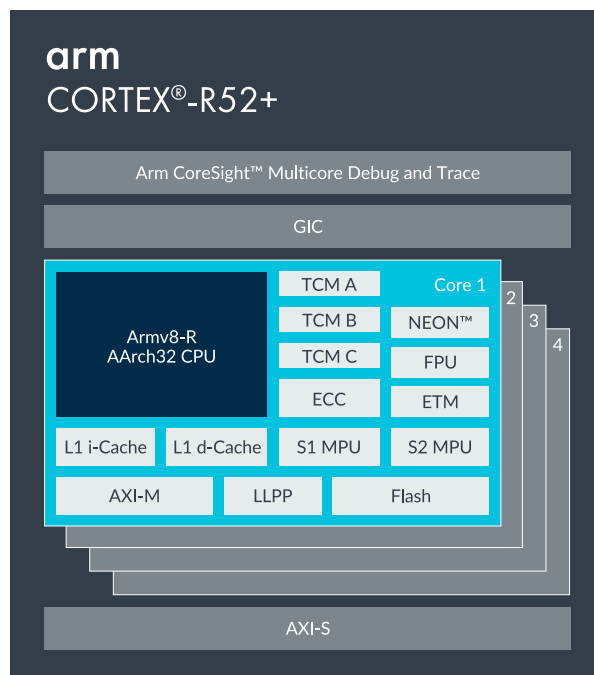 arm
CORTEX®-R52+
Arm CoreSight™ Multicore Debug and Trace
GIC
Core 1
2
3
4
Armv8-R
AArch32 CPU
TCM A
TCM B
NEON™
TCM C
FPU
ECC
ETM
L1 i-Cache
L1 d-Cache
S1 MPU
S2 MPU
AXI-M
LLPP
Flash
AXI-S